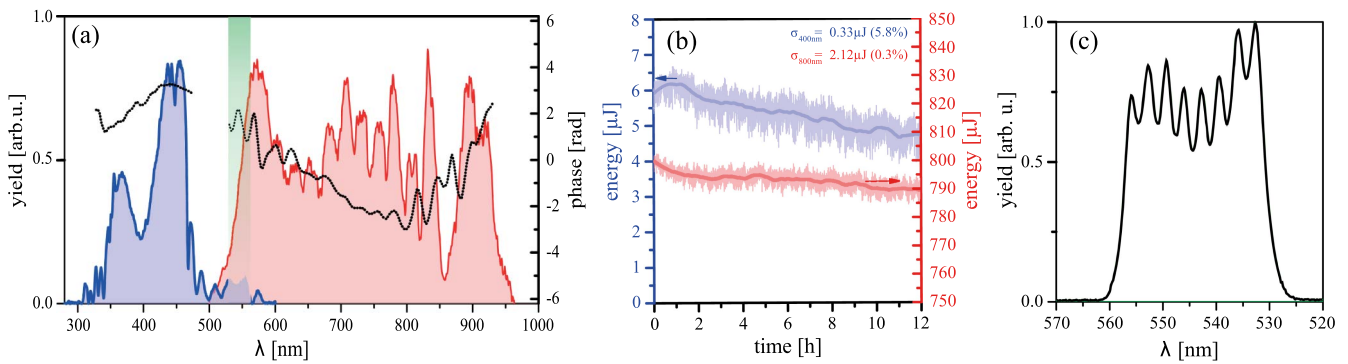 (a)
yield [arb.u.]
1.0
0.5
0.0
6
4
2
0
-2
-4
-6
phase [rad]
300 400 500 600 700 800 900 1000
λ [nm]
(b)
σ400nm= 0.33μJ (5.8%)
σ800nm= 2.12μJ (0.3%)
energy [μJ]
8
7
6
5
4
3
2
1
0
850
840
830
820
810
800
790
780
770
760
750
energy [μJ]
0 2 4 6 8 10 12
time [h]
(c)
yield [arb. u.]
1.0
0.5
0.0
570 560 550 540 530 520
λ [nm]